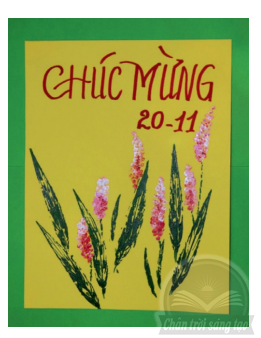 CHÚC MỪNG
20-11
Chân trời sáng tạo